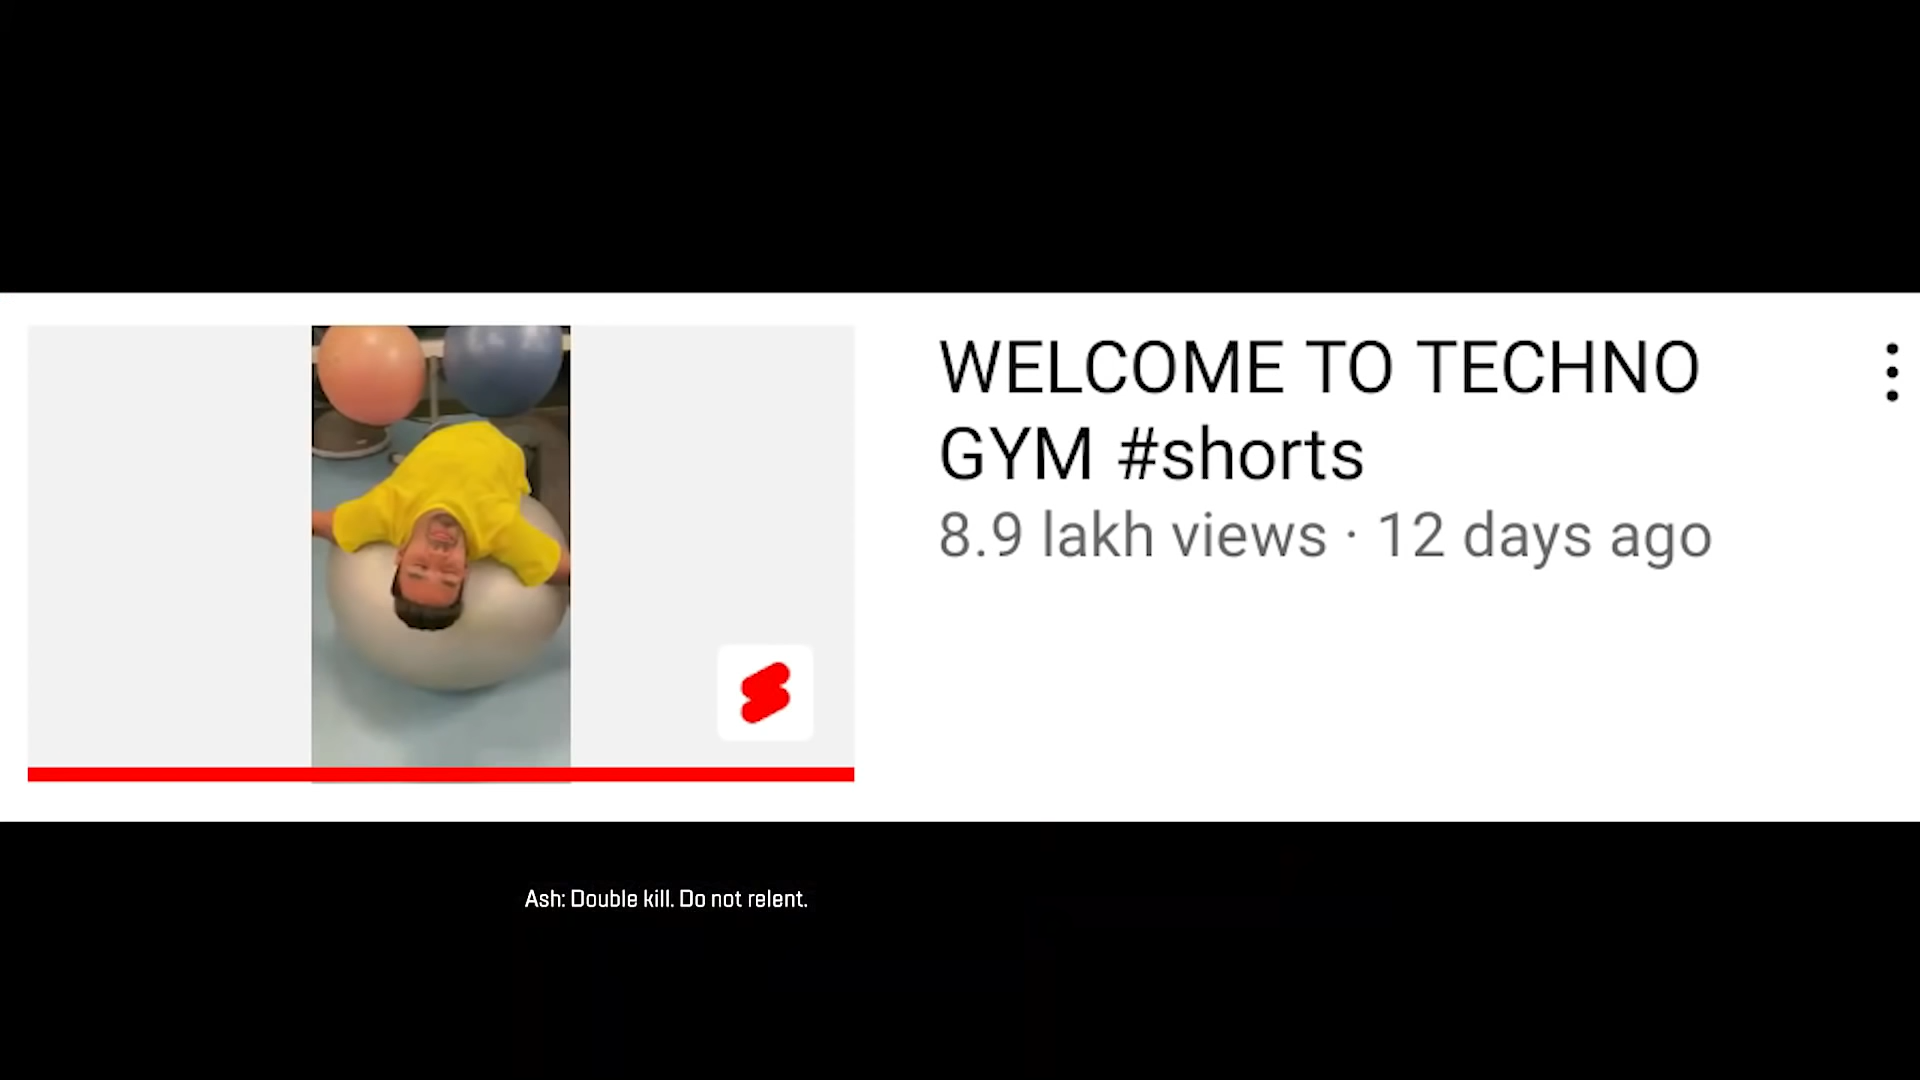 WELCOME TO TECHNO
GYM #shorts
8.9 lakh views · 12 days ago
Ash: Double kill. Do not relent.